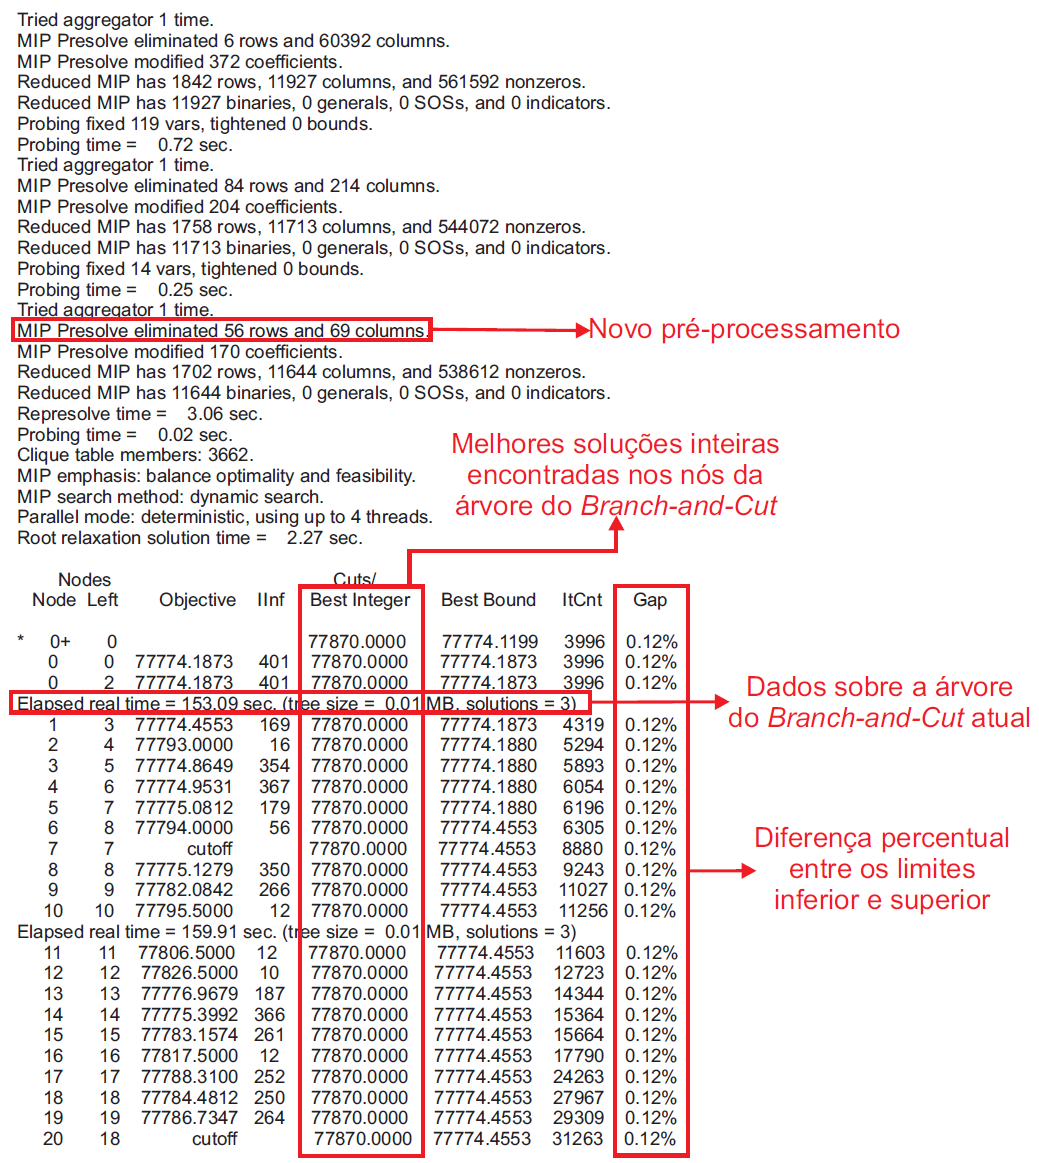 Tried aggregator 1 time.
MIP Presolve eliminated 6 rows and 60392 columns.
MIP Presolve modified 372 coefficients.
Reduced MIP has 1842 rows, 11927 columns, and 561592 nonzeros.
Reduced MIP has 11927 binaries, 0 generals, 0 SOSs, and 0 indicators.
Probing fixed 119 vars, tightened 0 bounds.
Probing time = 0.72 sec.
Tried aggregator 1 time.
MIP Presolve eliminated 84 rows and 214 columns.
MIP Presolve modified 204 coefficients.
Reduced MIP has 1758 rows, 11713 columns, and 544072 nonzeros.
Reduced MIP has 11713 binaries, 0 generals, 0 SOSs, and 0 indicators.
Probing fixed 14 vars, tightened 0 bounds.
Probing time = 0.25 sec.
Tried aggregator 1 time.
MIP Presolve eliminated 56 rows and 69 columns.
Novo pré-processamento
MIP Presolve modified 170 coefficients.
Reduced MIP has 1702 rows, 11644 columns, and 538612 nonzeros.
Reduced MIP has 11644 binaries, 0 generals, 0 SOSs, and 0 indicators.
Represolve time = 3.06 sec.
Probing time = 0.02 sec.
Clique table members: 3662.
MIP emphasis: balance optimality and feasibility.
MIP search method: dynamic search.
Parallel mode: deterministic, using up to 4 threads.
Root relaxation solution time = 2.27 sec.
Melhores soluções inteiras
encontradas nos nós da
árvore do Branch-and-Cut
Nodes Cuts/
Node Left Objective IInf Best Integer Best Bound ItCnt Gap
* 0+ 0 77870.0000 77774.1199 3996 0.12%
0 0 77774.1873 401 77870.0000 77774.1873 3996 0.12%
0 2 77774.1873 401 77870.0000 77774.1873 3996 0.12%
Elapsed real time = 153.09 sec. (tree size = 0.01 MB, solutions = 3)
1 3 77774.4553 169 77870.0000 77774.1873 4319 0.12%
2 4 77793.0000 16 77870.0000 77774.1880 5294 0.12%
3 5 77774.8649 354 77870.0000 77774.1880 5893 0.12%
4 6 77774.9531 367 77870.0000 77774.1880 6054 0.12%
5 7 77775.0812 179 77870.0000 77774.1880 6196 0.12%
6 8 77794.0000 56 77870.0000 77774.4553 6305 0.12%
7 7 cutoff 77870.0000 77774.4553 8880 0.12%
8 8 77775.1279 350 77870.0000 77774.4553 9243 0.12%
9 9 77782.0842 266 77870.0000 77774.4553 11027 0.12%
10 10 77795.5000 12 77870.0000 77774.4553 11256 0.12%
Elapsed real time = 159.91 sec. (tree size = 0.01 MB, solutions = 3)
11 11 77806.5000 12 77870.0000 77774.4553 11603 0.12%
12 12 77826.5000 10 77870.0000 77774.4553 12723 0.12%
13 13 77776.9679 187 77870.0000 77774.4553 14344 0.12%
14 14 77775.3992 366 77870.0000 77774.4553 15364 0.12%
15 15 77783.1574 261 77870.0000 77774.4553 15664 0.12%
16 16 77817.5000 12 77870.0000 77774.4553 17790 0.12%
17 17 77788.3100 252 77870.0000 77774.4553 24263 0.12%
18 18 77784.4812 250 77870.0000 77774.4553 27967 0.12%
19 19 77786.7347 264 77870.0000 77774.4553 29309 0.12%
20 18 cutoff 77870.0000 77774.4553 31263 0.12%
Dados sobre a árvore
do Branch-and-Cut atual
Diferença percentual
entre os limites
inferior e superior